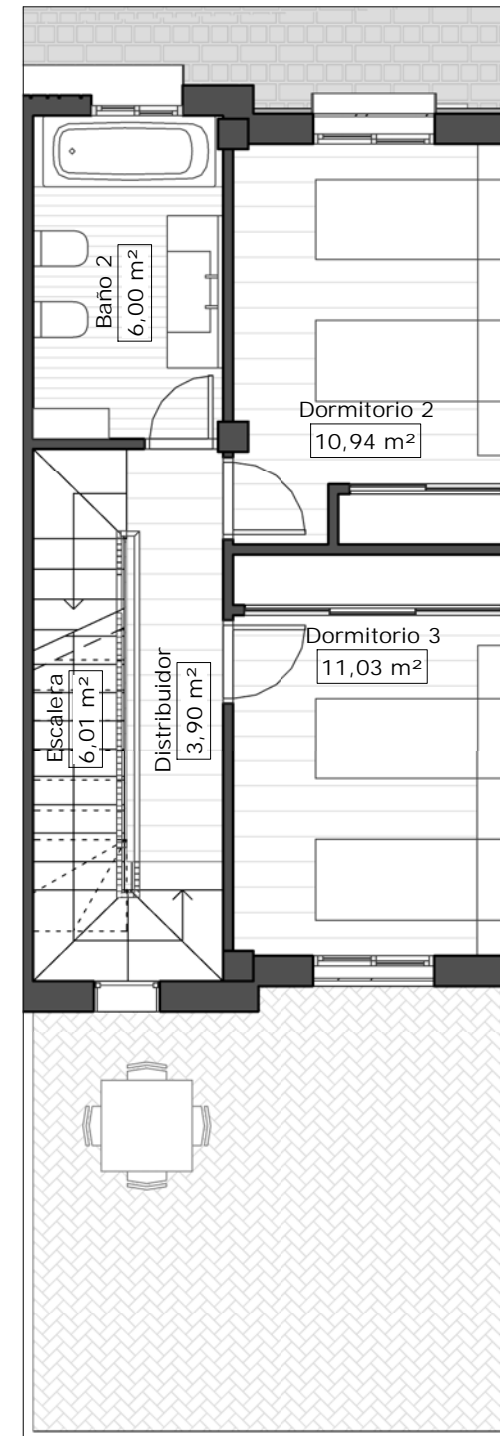 Baño 2
6,00 m²
Dormitorio 2
10,94 m²
Dormitorio 3
11,03 m²
Escalera
6,01 m²
Distribuidor
3,90 m²